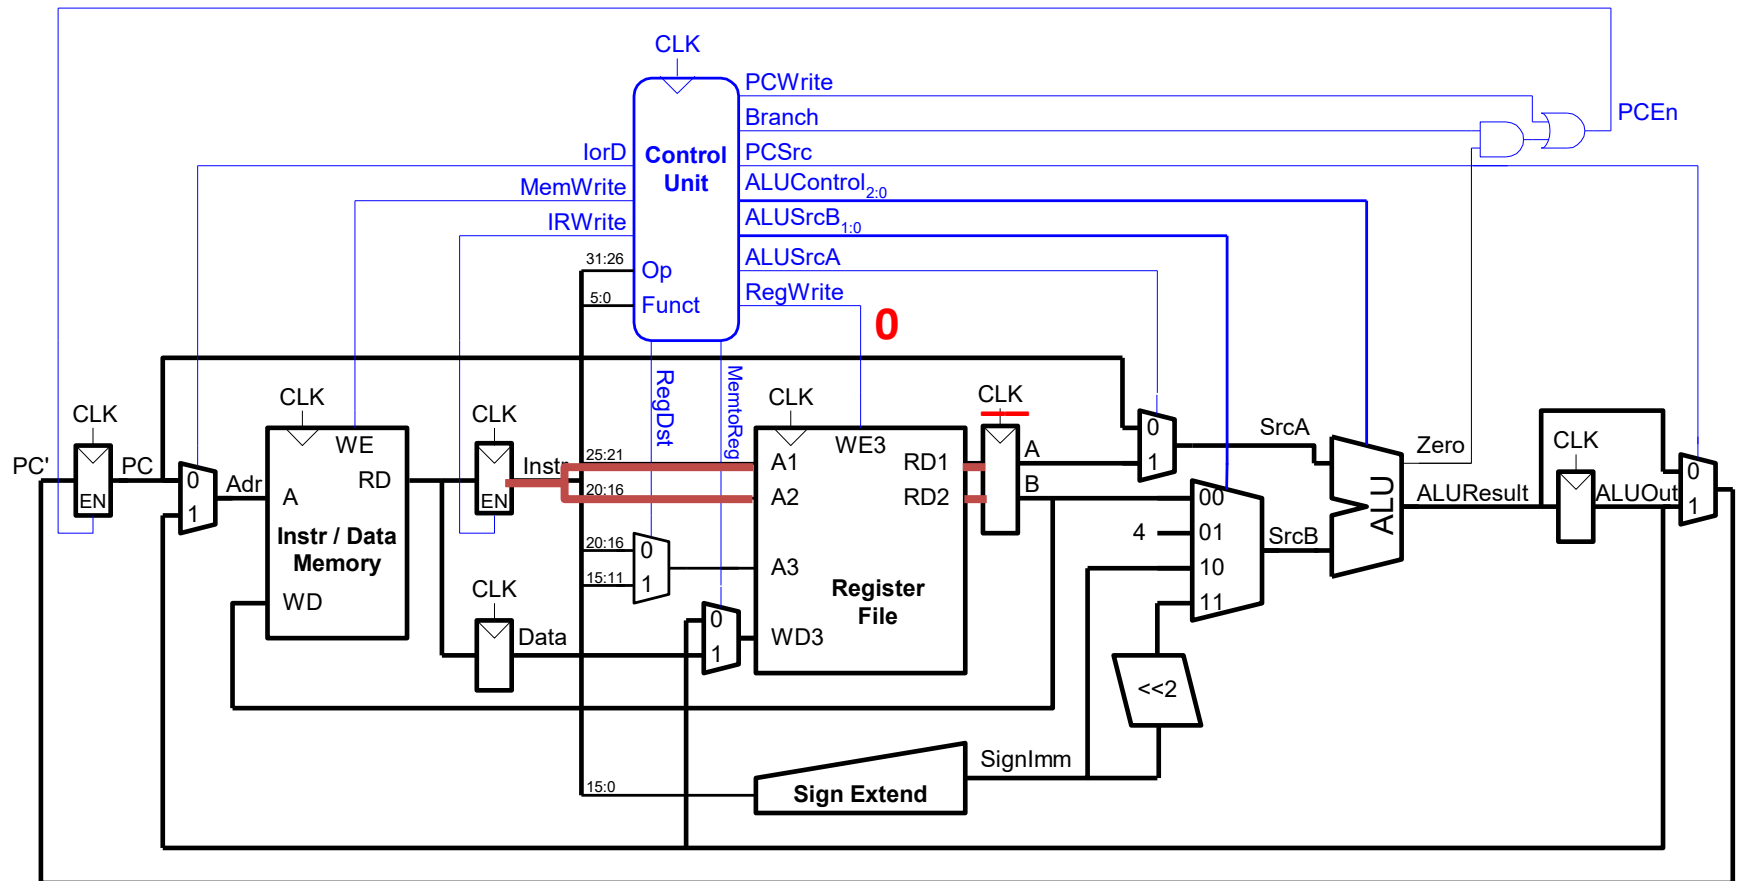 CLK
PCWrite
Branch
PCEn
IorD
Control
Unit
PCSrc
MemWrite
ALUControl2:0
IRWrite
ALUSrcB1:0
31:26
Op
ALUSrcA
5:0
Funct
RegWrite
0
RegDst
MemtoReg
CLK
CLK
CLK
CLK
CLK
CLK
PC'
EN
PC
0
1
Adr
WE
A
RD
Instr / Data
Memory
WD
EN
Instr
25:21
20:16
20:16
15:11
0
1
CLK
Data
0
1
WE3
A1
RD1
A2
RD2
A3
Register
File
WD3
A
B
0
1
SrcA
4
00
01
10
11
SrcB
<<2
ALU
Zero
ALUResult
ALUOut
0
1
SignImm
15:0
Sign Extend